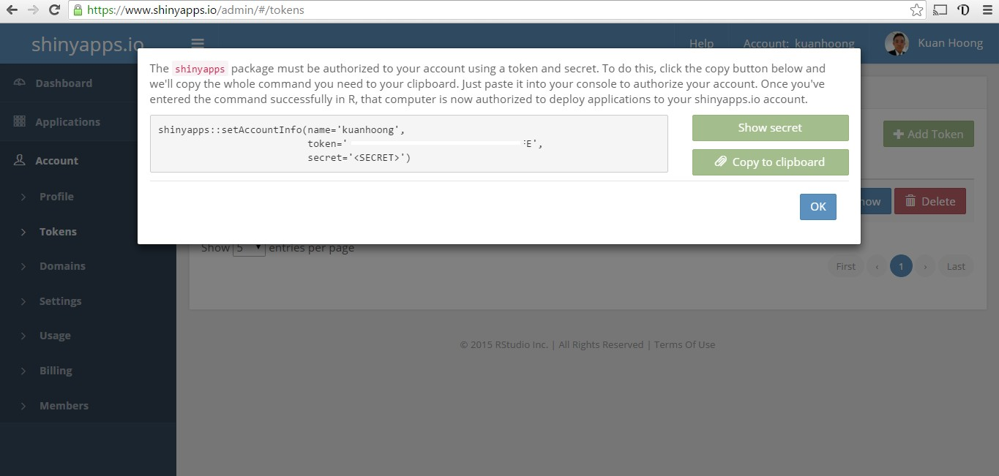 https://www.shinyapps.io/admin/#/tokens
shinyapps.io
Help
Account: kuanhoong
Kuan Hoong
The shinyapps package must be authorized to your account using a token and secret. To do this, click the copy button below and
we'll copy the whole command you need to your clipboard. Just paste it into your console to authorize your account. Once you've
entered the command successfully in R, that computer is now authorized to deploy applications to your shinyapps.io account.
shinyapps::setAccountInfo(name='kuanhoong',
token=' E',
secret='<SECRET>')
Show secret
Copy to clipboard
OK
Dashboard
Applications
Account
Profile
Tokens
Domains
Settings
Usage
Billing
Members
Add Token
Delete
Show 5 entries per page
First ‹ 1 › Last
© 2015 RStudio Inc. | All Rights Reserved | Terms Of Use